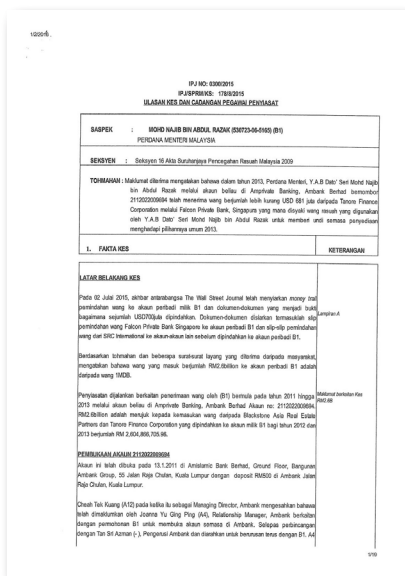 1/2/2016.
IPJ NO: 0300/2015
IPJ/SPRM/KS: 178/8/2015
ULASAN KES DAN CADANGAN PEGAWAI PENYIASAT
SASPEK : MOHD NAJIB BIN ABDUL RAZAK (530723-06-5165) (B1)
PERDANA MENTERI MALAYSIA
SEKSYEN : Seksyen 16 Akta Suruhanjaya Pencegahan Rasuah Malaysia 2009
TOHMAHAN : Maklumat diterima mengatakan bahawa dalam tahun 2013, Perdana Menteri, Y.A.B Dato' Seri Mohd Najib
bin Abdul Razak melalui akaun beliau di Amprivate Banking, Ambank Berhad bernombor
2112022009694 telah menerima wang berjumlah lebih kurang USD 681 juta daripada Tanore Finance
Corporation melalui Falcon Private Bank, Singapura yang mana disyaki wang rasuah yang digunakan
oleh Y.A.B Dato' Seri Mohd Najib bin Abdul Razak untuk memberi undi semasa penyediaan
menghadapi pilihanraya umum 2013.
1. FAKTA KES
KETERANGAN
LATAR BELAKANG KES
Pada 02 Julai 2015, akhbar antarabangsa The Wall Street Journal telah menyiarkan money trail
pemindahan wang ke akaun peribadi milik B1 dan dokumen-dokumen yang menjadi bukti
bagaimana sejumlah USD700juta dipindahkan. Dokumen-dokumen disiarkan termasuklah slip
pemindahan wang Falcon Private Bank Singapore ke akaun peribadi B1 dan slip-slip pemindahan
wang dari SRC International ke akaun-akaun lain sebelum dipindahkan ke akaun peribadi B1.
Lampiran A
Berdasarkan tohmahan dan beberapa surat-surat layang yang diterima daripada masyarakat,
mengatakan bahawa wang yang masuk berjumlah RM2.6billion ke akaun peribadi B1 adalah
daripada wang 1MDB.
Penyiasatan dijalankan berkaitan penerimaan wang oleh (B1) bermula pada tahun 2011 hingga
2013 melalui akaun beliau di Amprivate Banking, Ambank Berhad Akaun no: 2112022009694.
RM2.6billion adalah merujuk kepada kemasukan wang daripada Blackstone Asia Real Estate
Partners dan Tanore Finance Corporation yang dipindahkan ke akaun milik B1 bagi tahun 2012 dan
2013 berjumlah RM 2,604,866,705.96.
Maklumat berkaitan Kes
RM2.6B
PEMBUKAAN AKAUN 2112022009694
Akaun ini telah dibuka pada 13.1.2011 di AmIslamic Bank Berhad, Ground Floor, Bangunan
Ambank Group, 55 Jalan Raja Chulan, Kuala Lumpur dengan deposit RM500 di Ambank Jalan
Raja Chulan, Kuala Lumpur.
Cheah Tek Kuang (A12) pada ketika itu sebagai Managing Director, Ambank mengesahkan bahawa
telah dimaklumkan oleh Joanna Yu Ging Ping (A4), Relation Manager, Ambank berkaitan
dengan permohonan B1 untuk membuka akaun semasa di Ambank. Selepas perbincangan
dengan Tan Sri Azman (- ), Pengerusi Ambank dan diarahkan untuk berurusan terus dengan B1. A4
1/19